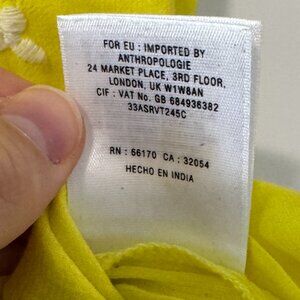 FOR EU : IMPORTED BY
ANTHROPOLOGIE
24 MARKET PLACE, 3RD FLOOR,
LONDON, UK W1W8AN
CIF : VAT No. GB 684936382
33ASRVT245C
RN : 66170 CA : 32054
HECHO EN INDIA